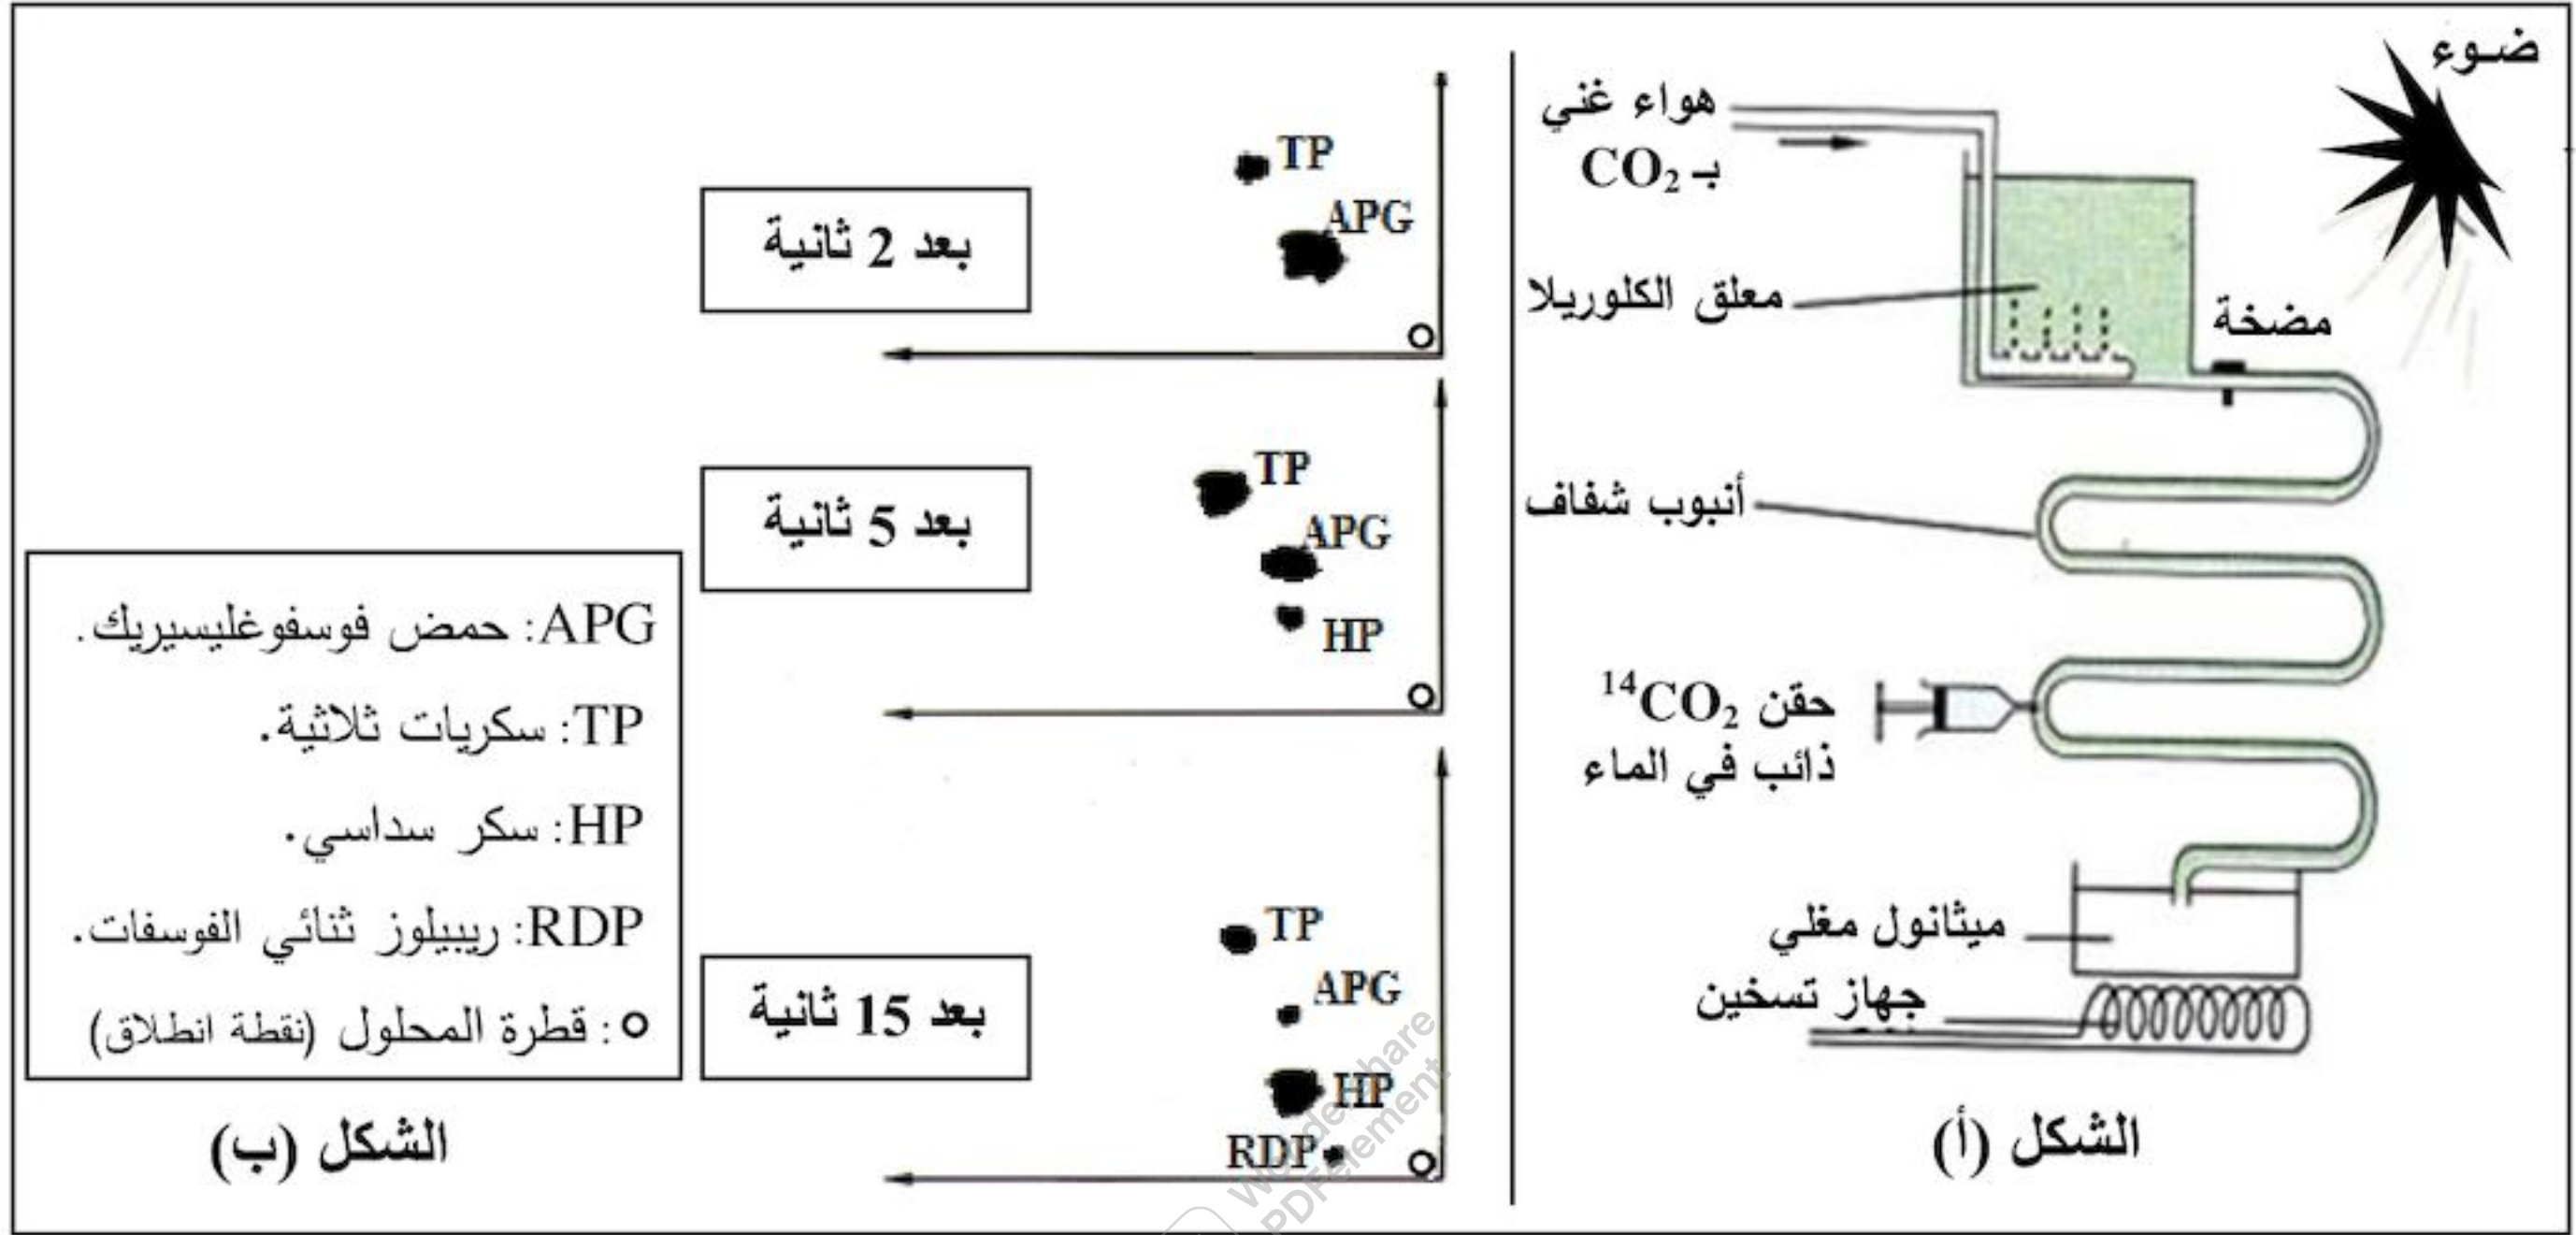 ضوء
هواء غني
بـ CO₂
معلق الكلوريلا
مضخة
أنبوب شفاف
حقن ¹⁴CO₂
ذائب في الماء
ميثانول مغلي
جهاز تسخين
الشكل (أ)
TP
APG
بعد 2 ثانية
TP
APG
HP
بعد 5 ثانية
TP
APG
HP
RDP
بعد 15 ثانية
APG: حمض فوسفوغليسيريك.
TP: سكريات ثلاثية.
HP: سكر سداسي.
RDP: ريبيلوز ثنائي الفوسفات.
o: قطرة المحلول (نقطة انطلاق)
الشكل (ب)
PDFelement